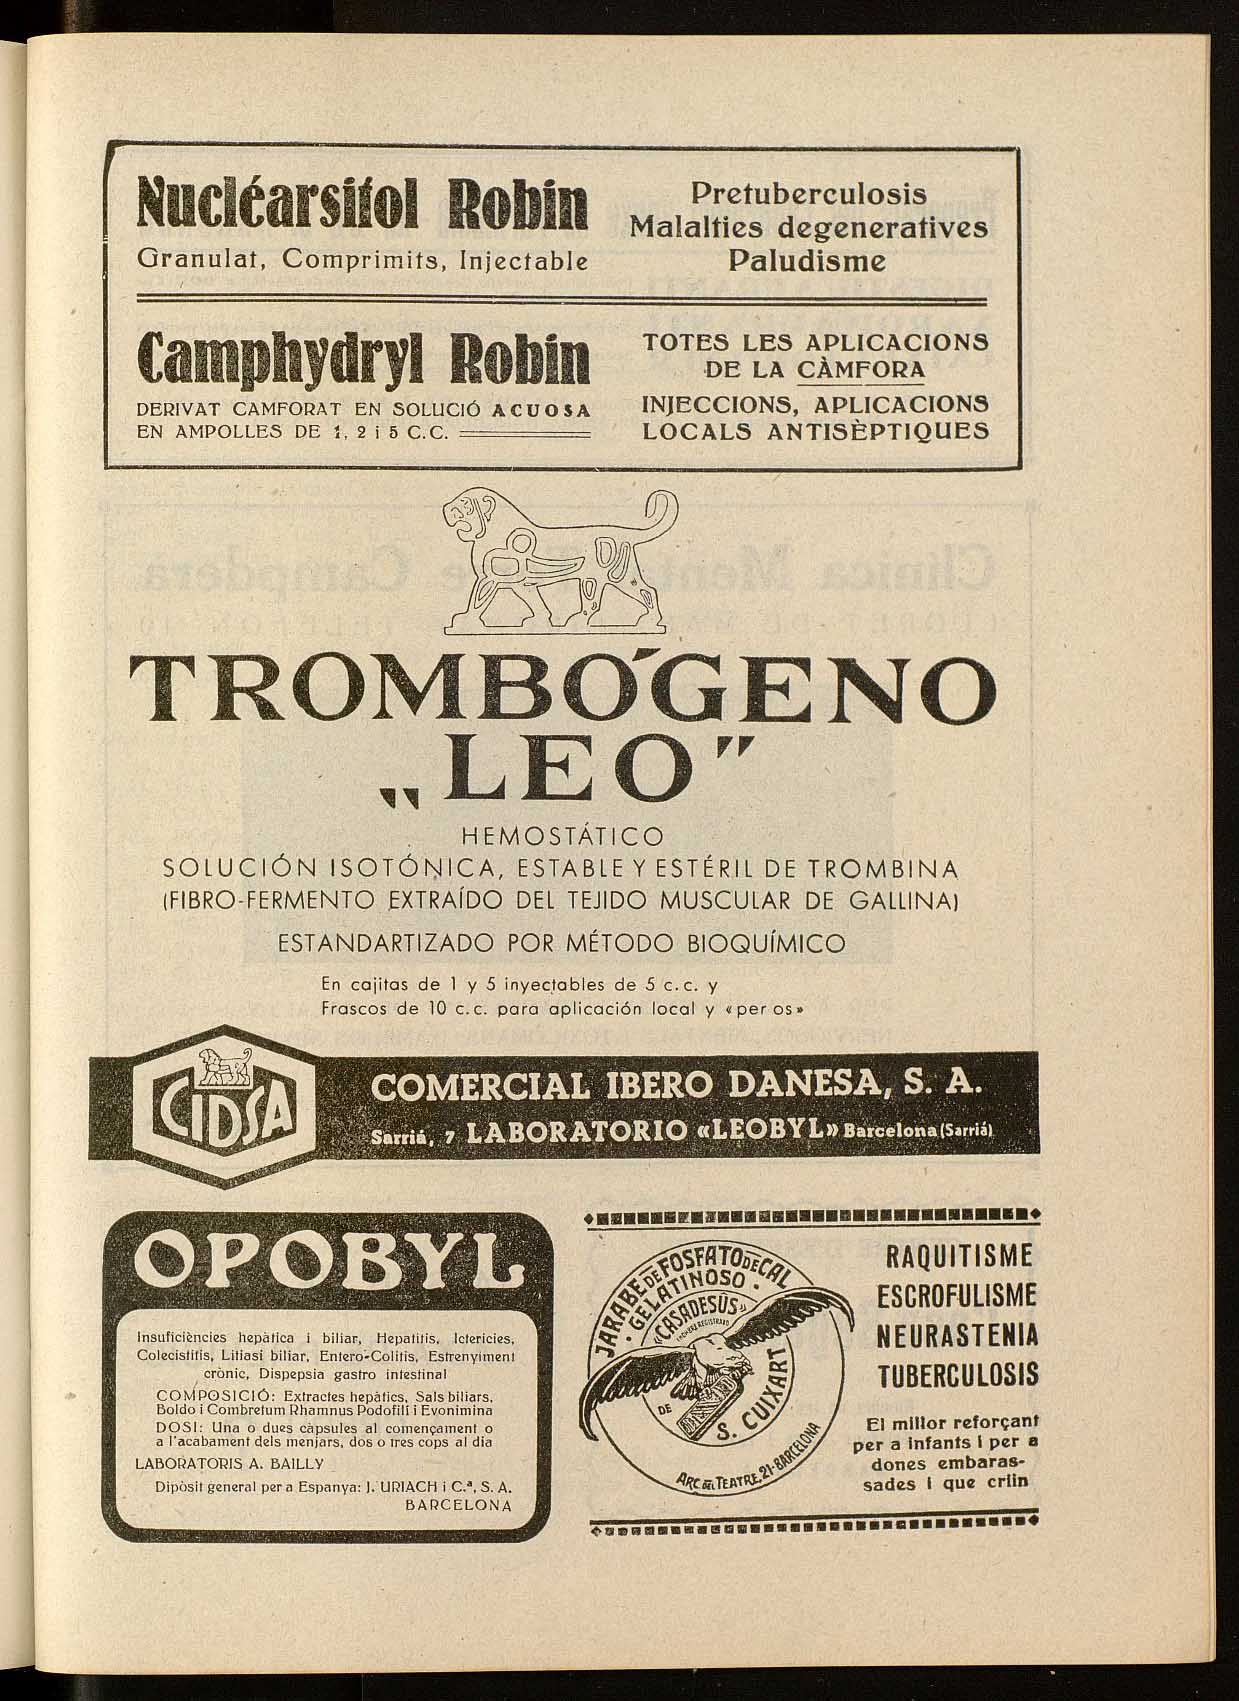 Nucléarsitol Robin
Granulat, Comprimits, Injectable
Pretuberculosis
Malalties degeneratives
Paludisme
Camphydryl Robin
DERIVAT CAMFORAT EN SOLUCIÓ ACUOSA
EN AMPOLLES DE 1, 2 i 5 C.C.
TOTES LES APLICACIONS
DE LA CÀMFORA
INJECCIONS, APLICACIONS
LOCALS ANTISÈPTIQUES
TROMBÓGENO
„LEO”
HEMOSTÁTICO
SOLUCIÓN ISOTÓNICA, ESTABLE Y ESTÉRIL DE TROMBINA
(FIBRO-FERMENTO EXTRAÍDO DEL TEJIDO MUSCULAR DE GALLINA)
ESTANDARTIZADO POR MÉTODO BIOQUÍMICO
En cajitas de 1 y 5 inyectables de 5 c.c. y
Frascos de 10 c.c. para aplicación local y «per os»
CIDSA
COMERCIAL IBERO DANESA, S. A.
Sarriá, 7 LABORATORIO «LEOBYL» Barcelona (Sarriá)
OPOBYL
Insuficiències hepàtica i biliar, Hepatitis, Ictericies,
Colecistitis, Litiasi biliar, Entero-Colitis, Estrenyiment
crònic, Dispepsia gastro intestinal
COMPOSICIÓ: Extractes hepàtics, Sals biliars,
Boldo i Combretum Rhamnus Podofili i Evonimina
DOSI: Una o dues càpsules al començament o
a l'acabament dels menjars, dos o tres cops al dia
LABORATORIS A. BAILLY
Dipòsit general per a Espanya: J. URIACH i C.ª, S. A.
BARCELONA
JARABE DE FOSFATO DE CAL
GELATINOSO
«CASADESÚS»
NOMBRE REGISTRADO
DE
S. CUIXART
ARC DEL TEATRE, 21-BARCELONA
RAQUITISME
ESCROFULISME
NEURASTENIA
TUBERCULOSIS
El millor reforçant
per a infants i per a
dones embaras-
sades i que criin